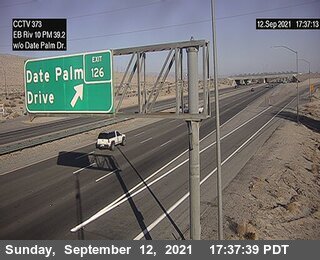 CCTV 373
EB Riv 10 PM 39.2
w/o Date Palm Dr.
12.Sep 2021 17:37:13
EXIT
126
Date Palm
Drive
Sunday, September 12, 2021 17:37:39 PDT